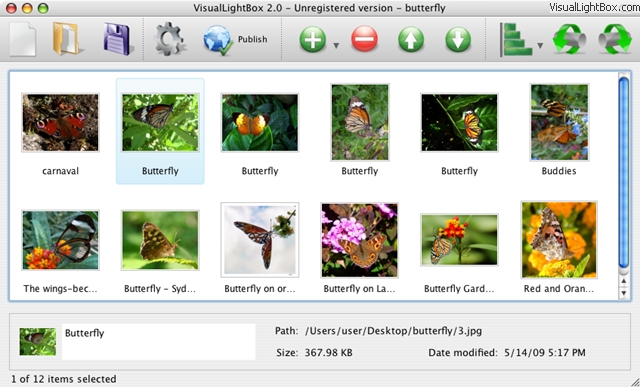 VisualLightBox 2.0 - Unregistered version - butterfly
VisualLightBox.com
Publish
carnaval
Butterfly
Butterfly
Butterfly
Butterfly
Buddies
The wings-bec...
Butterfly - Syd...
Butterfly on or...
Butterfly on La...
Butterfly Gard...
Red and Oran...
Butterfly
Path: /Users/user/Desktop/butterfly/3.jpg
Size: 367.98 KB Date modified: 5/14/09 5:17 PM
1 of 12 items selected